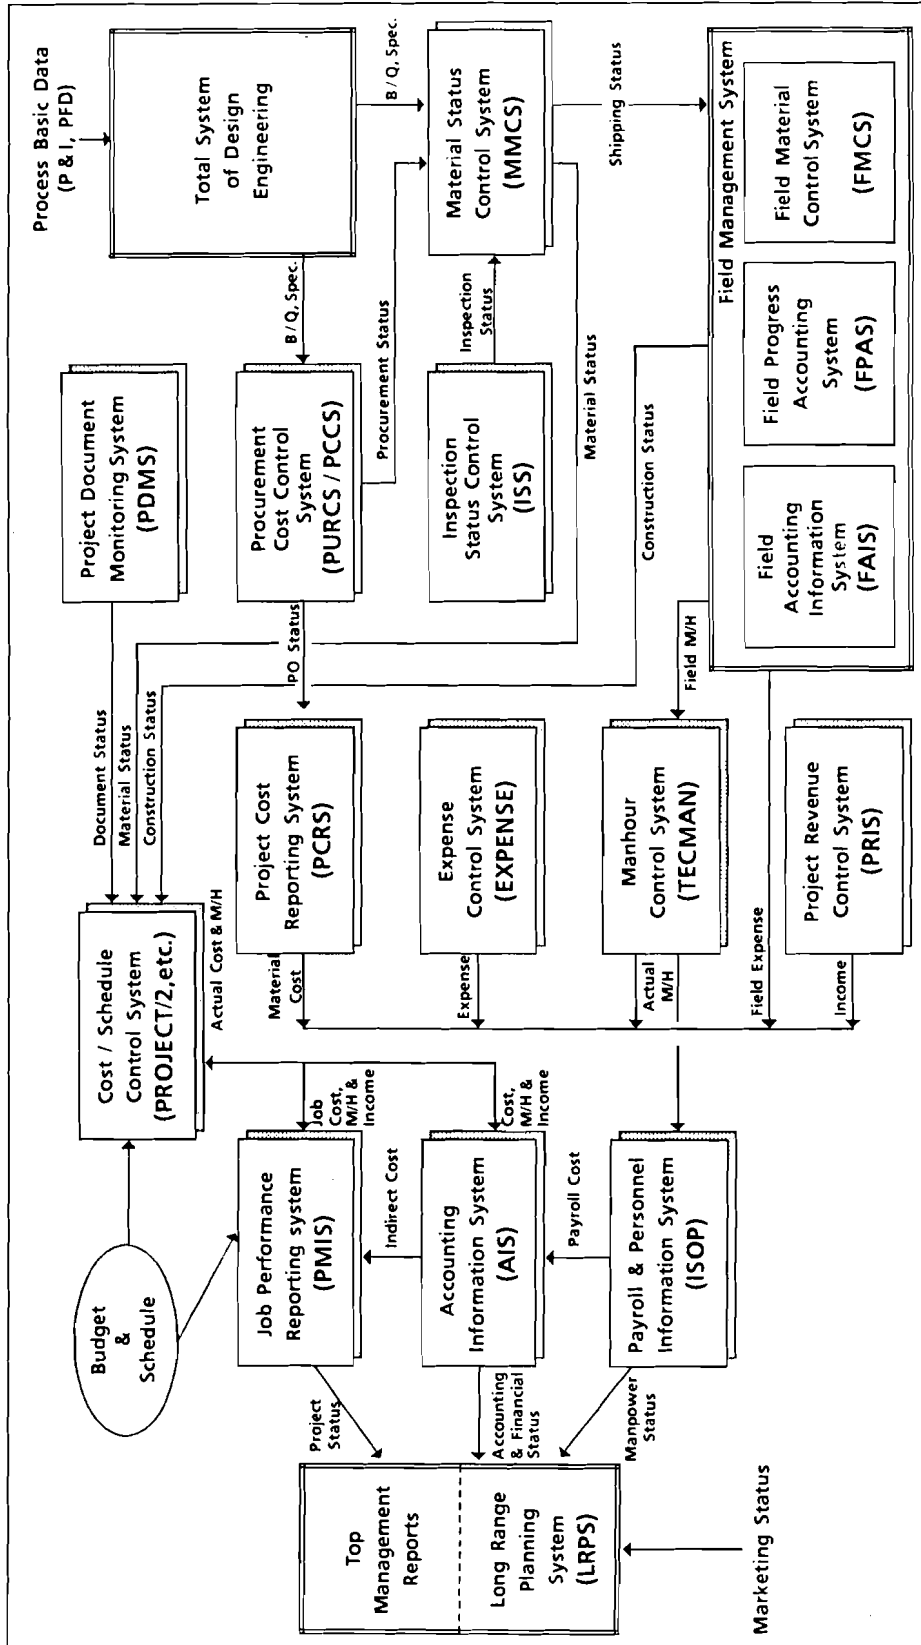 Process Basic Data
(P & I, PFD)
Total System
of Design
Engineering
B / Q, Spec.
B / Q, Spec.
Material Status
Control System
(MMCS)
Shipping Status
Field Management System
Field Material
Control System
(FMCS)
Field Progress
Accounting
System
(FPAS)
Field
Accounting
Information
System
(FAIS)
Project Document
Monitoring System
(PDMS)
Procurement
Cost Control
System
(PURCS / PCCS)
Procurement Status
Inspection
Status
Inspection
Status Control
System
(ISS)
Material Status
Construction Status
PO Status
Field M/H
Document Status
Material Status
Construction Status
Project Cost
Reporting System
(PCRS)
Expense
Control System
(EXPENSE)
Manhour
Control System
(TECMAN)
Project Revenue
Control System
(PRIS)
Cost / Schedule
Control System
(PROJECT/2, etc.)
Actual Cost & M/H
Material
Cost
Expense
Actual
M/H
Field Expense
Income
Job
Cost,
M/H &
Income
Cost,
M/H &
Income
Budget
&
Schedule
Job Performance
Reporting system
(PMIS)
Indirect Cost
Accounting
Information System
(AIS)
Payroll Cost
Payroll & Personnel
Information System
(ISOP)
Project
Status
Accounting
& Financial
Status
Manpower
Status
Top
Management
Reports
Long Range
Planning
System
(LRPS)
Marketing Status